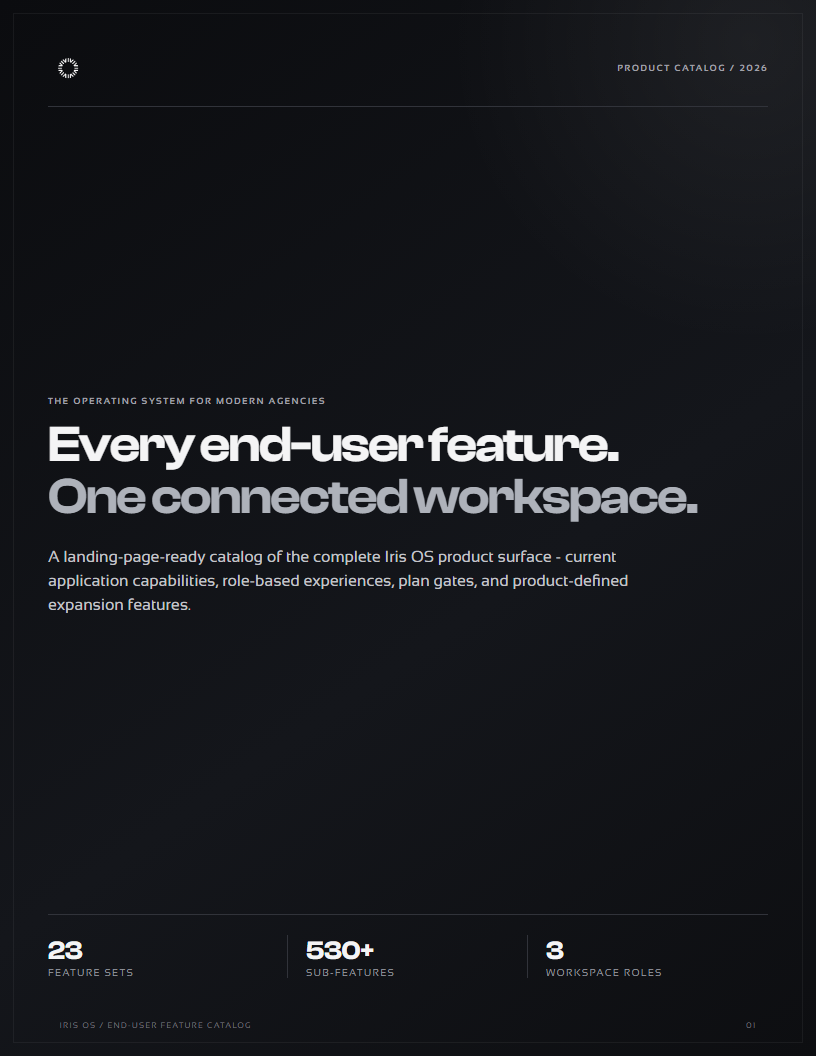 PRODUCT CATALOG / 2026
THE OPERATING SYSTEM FOR MODERN AGENCIES
Every end-user feature.
One connected workspace.
A landing-page-ready catalog of the complete Iris OS product surface - current
application capabilities, role-based experiences, plan gates, and product-defined
expansion features.
23
FEATURE SETS
530+
SUB-FEATURES
3
WORKSPACE ROLES
IRIS OS / END-USER FEATURE CATALOG
01